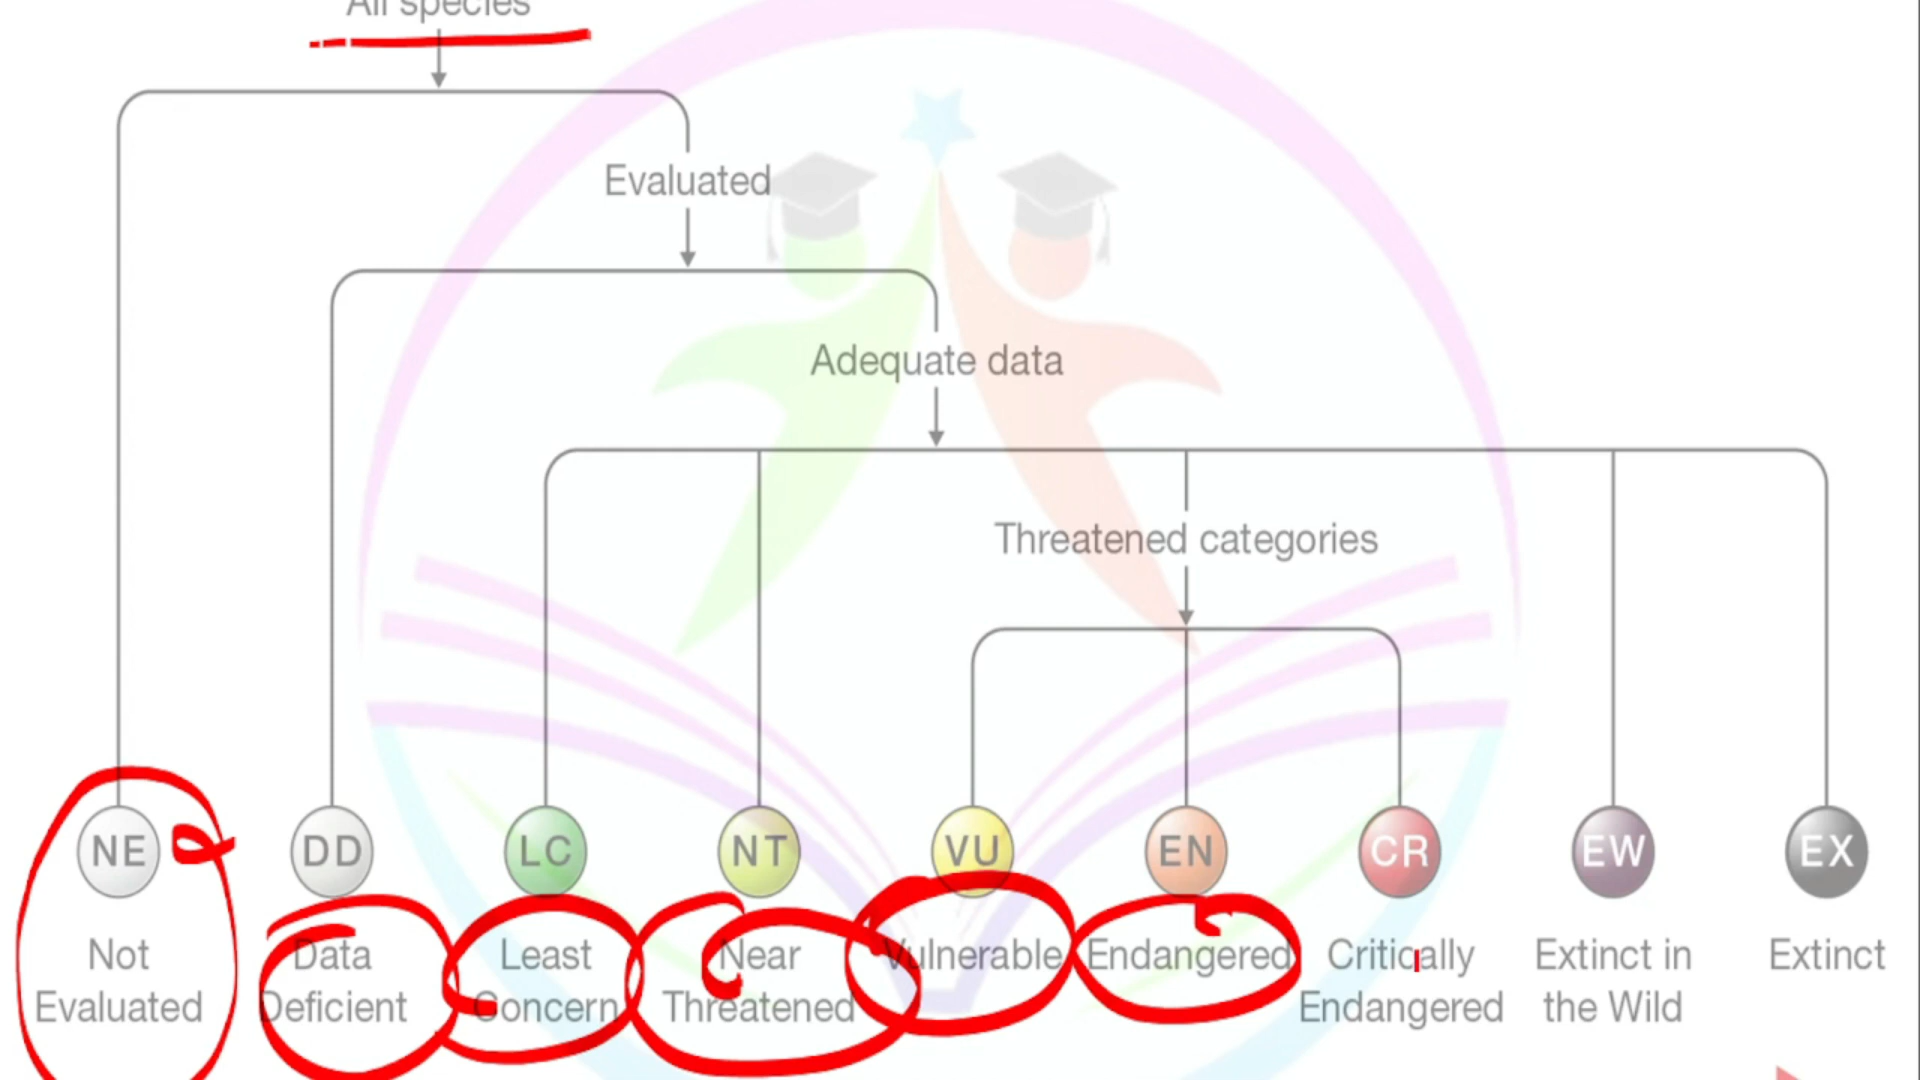 All species
Evaluated
Adequate data
Threatened categories
NE DD LC NT VU EN CR EW EX
Not Data Least Near Vulnerable Endangered Critically Extinct in Extinct
Evaluated Deficient Concern Threatened Endangered the Wild